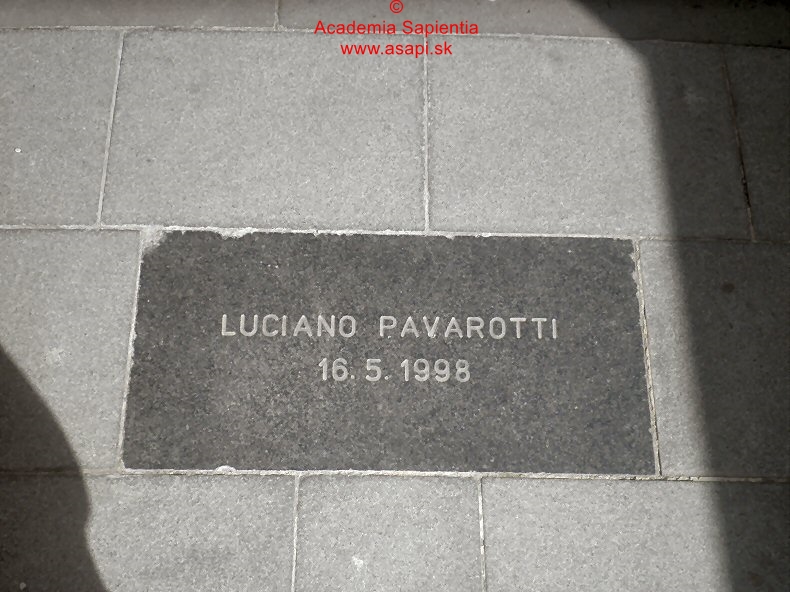 ©
Academia Sapientia
www.asapi.sk
LUCIANO PAVAROTTI
16.5.1998